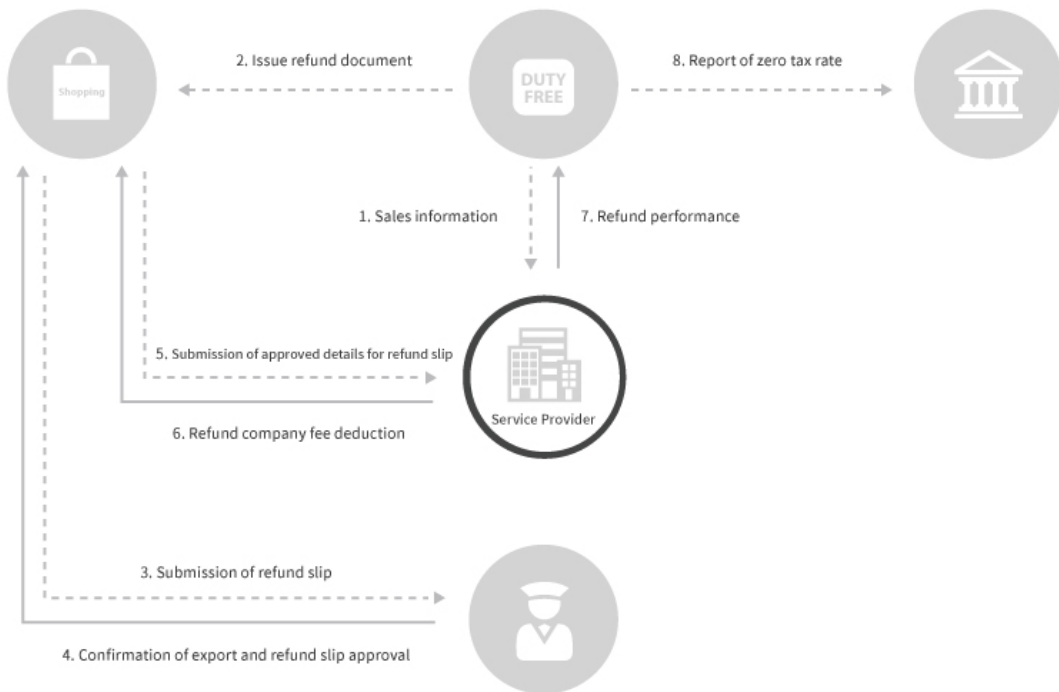 2. Issue refund document
8. Report of zero tax rate
Shopping
DUTY
FREE
1. Sales information
7. Refund performance
5. Submission of approved details for refund slip
Service Provider
6. Refund company fee deduction
3. Submission of refund slip
4. Confirmation of export and refund slip approval